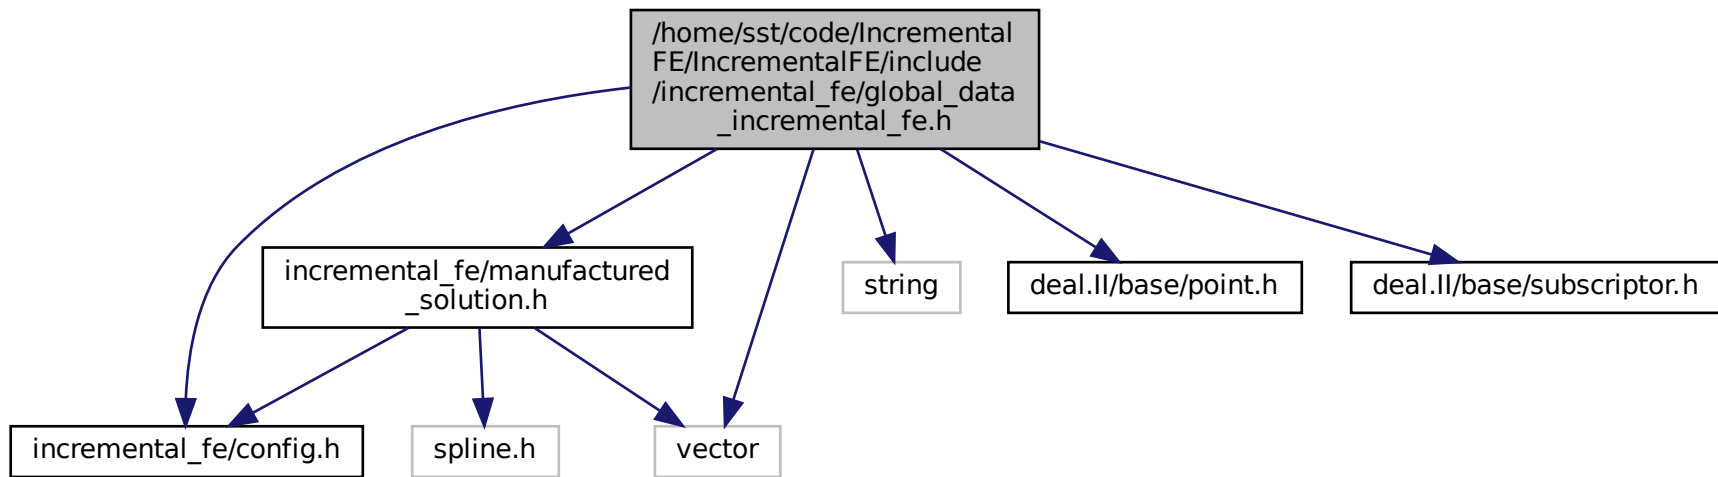 /home/sst/code/Incremental
FE/IncrementalFE/include
/incremental_fe/global_data
_incremental_fe.h
incremental_fe/manufactured
_solution.h
string
deal.II/base/point.h
deal.II/base/subscriptor.h
incremental_fe/config.h
spline.h
vector